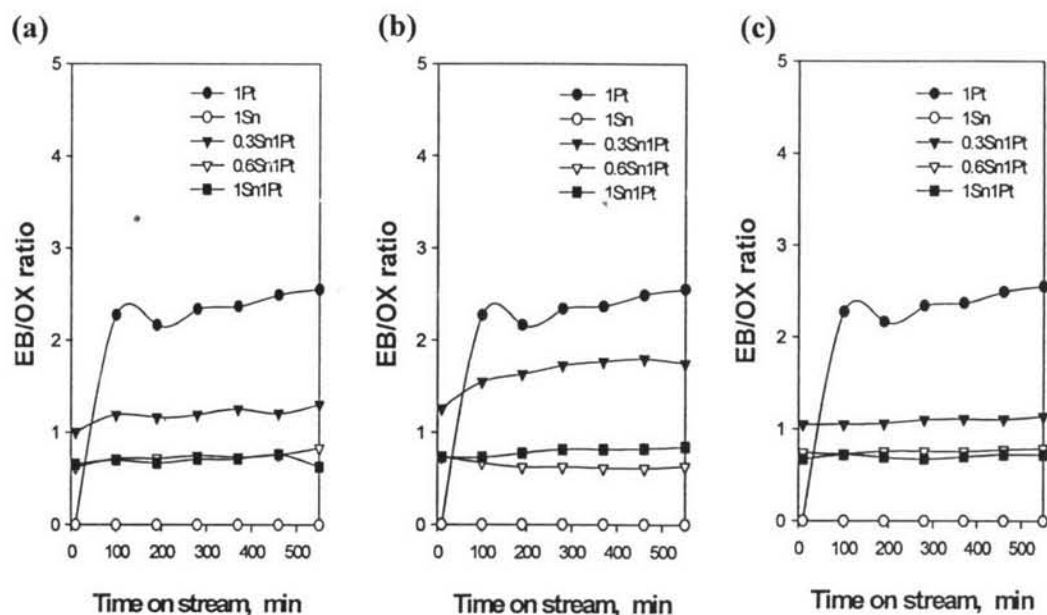 (a)
EB/OX ratio
5
4
3
2
1
0
1Pt
1Sn
0.3Sn1Pt
0.6Sn1Pt
1Sn1Pt
0 100 200 300 400 500
Time on stream, min
(b)
EB/OX ratio
5
4
3
2
1
0
1Pt
1Sn
0.3Sn1Pt
0.6Sn1Pt
1Sn1Pt
0 100 200 300 400 500
Time on stream, min
(c)
EB/OX ratio
5
4
3
2
1
0
1Pt
1Sn
0.3Sn1Pt
0.6Sn1Pt
1Sn1Pt
0 100 200 300 400 500
Time on stream, min